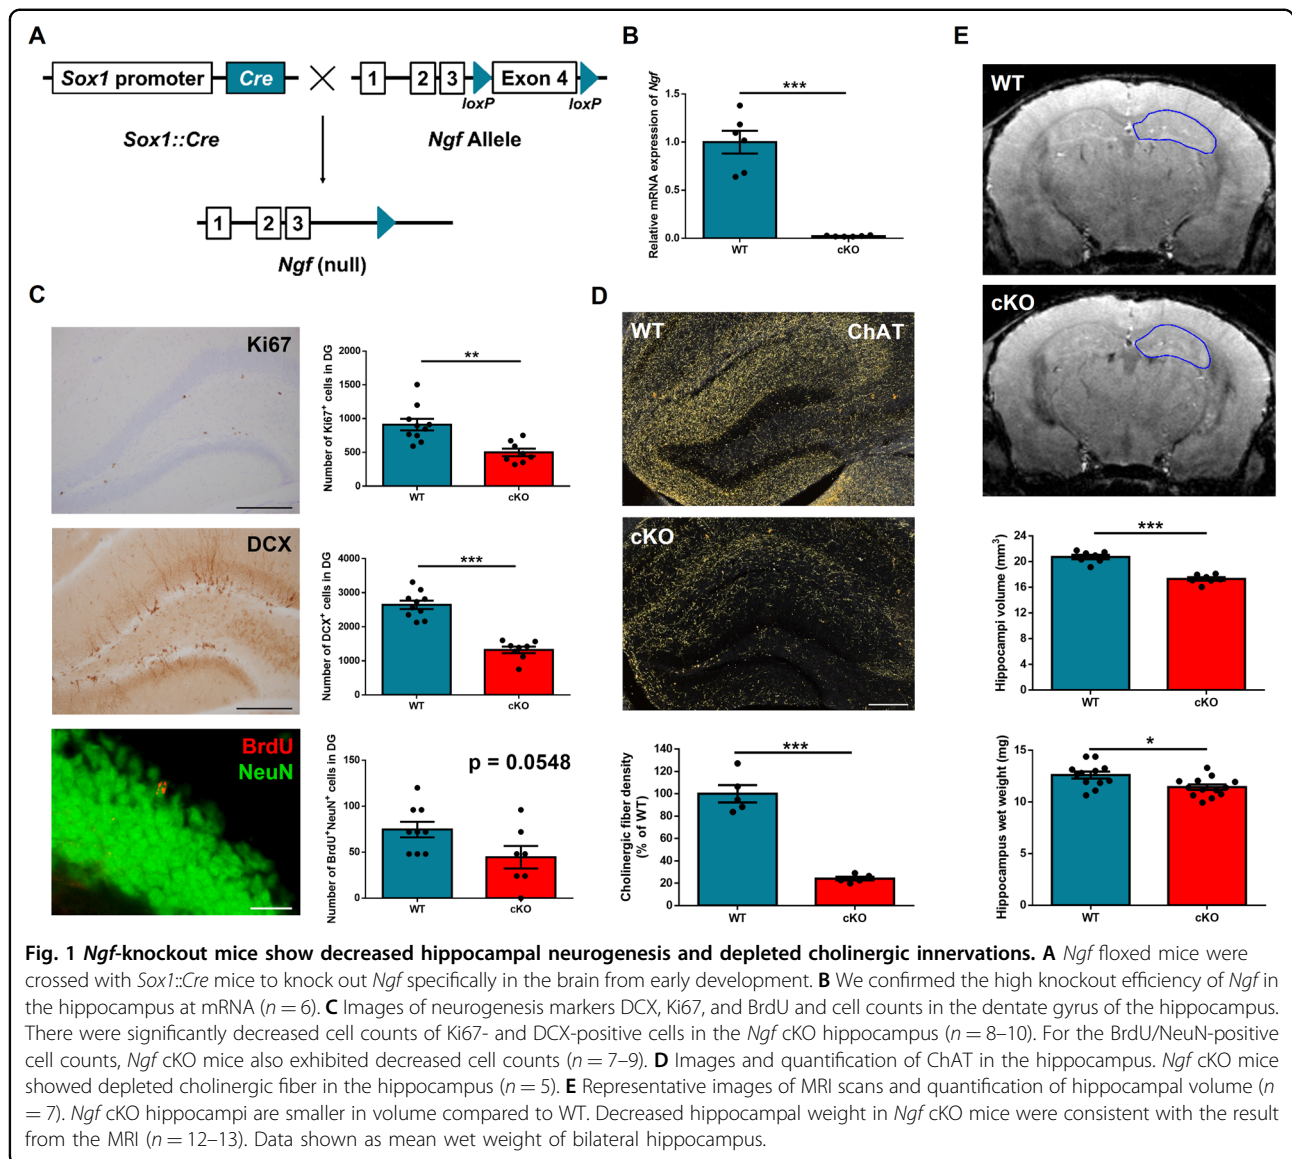 A
Sox1 promoter
Cre
1
2
3
Exon 4
loxP
loxP
Sox1::Cre
Ngf Allele
1
2
3
Ngf (null)
B
Relative mRNA expression of Ngf
1.5
1.0
0.5
0.0
***
WT
cKO
C
Ki67
Number of Ki67+ cells in DG
2000
1500
1000
500
0
**
WT
cKO
DCX
Number of DCX+ cells in DG
4000
3000
2000
1000
0
***
WT
cKO
BrdU
NeuN
Number of BrdU+NeuN+ cells in DG
150
100
50
0
p = 0.0548
WT
cKO
D
WT
ChAT
cKO
Cholinergic fiber density
(% of WT)
140
120
100
80
60
40
20
0
***
WT
cKO
E
WT
cKO
Hippocampi volume (mm3)
24
20
16
12
8
4
0
***
WT
cKO
Hippocampus wet weight (mg)
15
10
5
0
*
WT
cKO
Fig. 1 Ngf-knockout mice show decreased hippocampal neurogenesis and depleted cholinergic innervations. A Ngf floxed mice were
crossed with Sox1::Cre mice to knock out Ngf specifically in the brain from early development. B We confirmed the high knockout efficiency of Ngf in
the hippocampus at mRNA (n = 6). C Images of neurogenesis markers DCX, Ki67, and BrdU and cell counts in the dentate gyrus of the hippocampus.
There were significantly decreased cell counts of Ki67- and DCX-positive cells in the Ngf cKO hippocampus (n = 8–10). For the BrdU/NeuN-positive
cell counts, Ngf cKO mice also exhibited decreased cell counts (n = 7–9). D Images and quantification of ChAT in the hippocampus. Ngf cKO mice
showed depleted cholinergic fiber in the hippocampus (n = 5). E Representative images of MRI scans and quantification of hippocampal volume (n
= 7). Ngf cKO hippocampi are smaller in volume compared to WT. Decreased hippocampal weight in Ngf cKO mice were consistent with the result
from the MRI (n = 12–13). Data shown as mean wet weight of bilateral hippocampus.